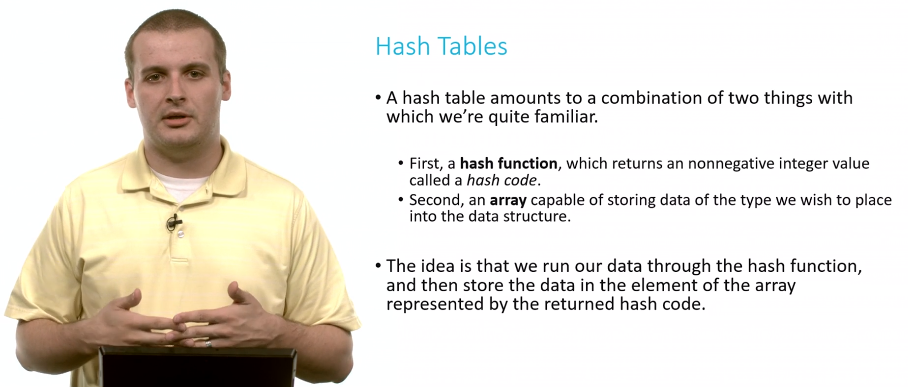 Hash Tables
• A hash table amounts to a combination of two things with
which we’re quite familiar.
• First, a hash function, which returns an nonnegative integer value
called a hash code.
• Second, an array capable of storing data of the type we wish to place
into the data structure.
• The idea is that we run our data through the hash function,
and then store the data in the element of the array
represented by the returned hash code.